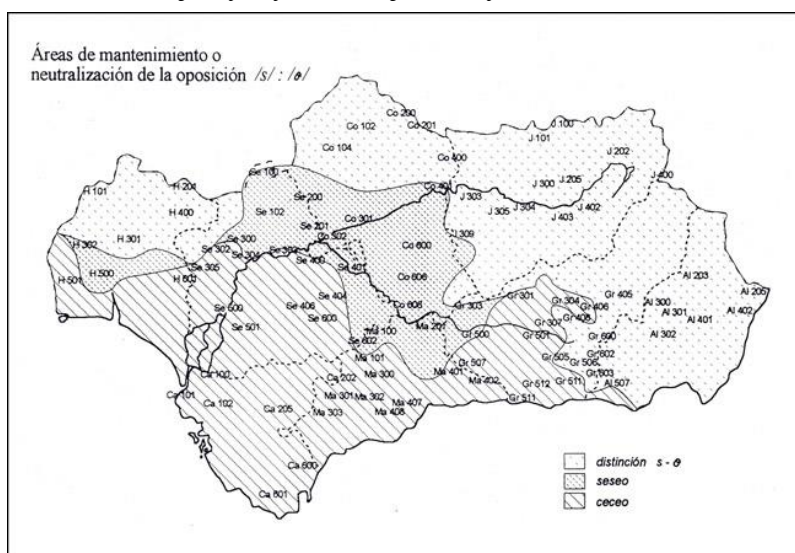 Áreas de mantenimiento o
neutralización de la oposición /s/ : /θ/
Co 200
Co 102
Co 201
J 100
J 101
Co 104
J 202
Co 400
Se 100
J 400
H 101
H 201
J 300
J 205
Se 200
J 303
J 304
J 402
H 400
Se 102
Co 301
J 305
J 403
Se 201
H 301
Se 300
J 309
H 302
Se 302
Co 600
Se 304
Se 400
Se 401
Se 305
H 500
Co 606
Al 203
H 501
H 601
Gr 405
Se 404
Gr 301
Gr 304
Al 300
Al 205
Se 406
Gr 303
Gr 406
Al 301
Se 600
Gr 307
Al 401
Al 402
Se 501
Ma 100
Ma 201
Gr 500
Gr 501
Gr 600
Al 302
Se 602
Gr 602
Ma 101
Gr 507
Gr 505
Ca 100
Ca 202
Ma 300
Ma 401
Gr 603
Ma 402
Gr 512
Gr 511
Al 507
Ca 101
Ca 102
Ca 205
Ma 301
Ma 302
Ma 407
Gr 511
Ma 303
Ma 408
Ca 600
Ca 601
distinción s - θ
seseo
ceceo